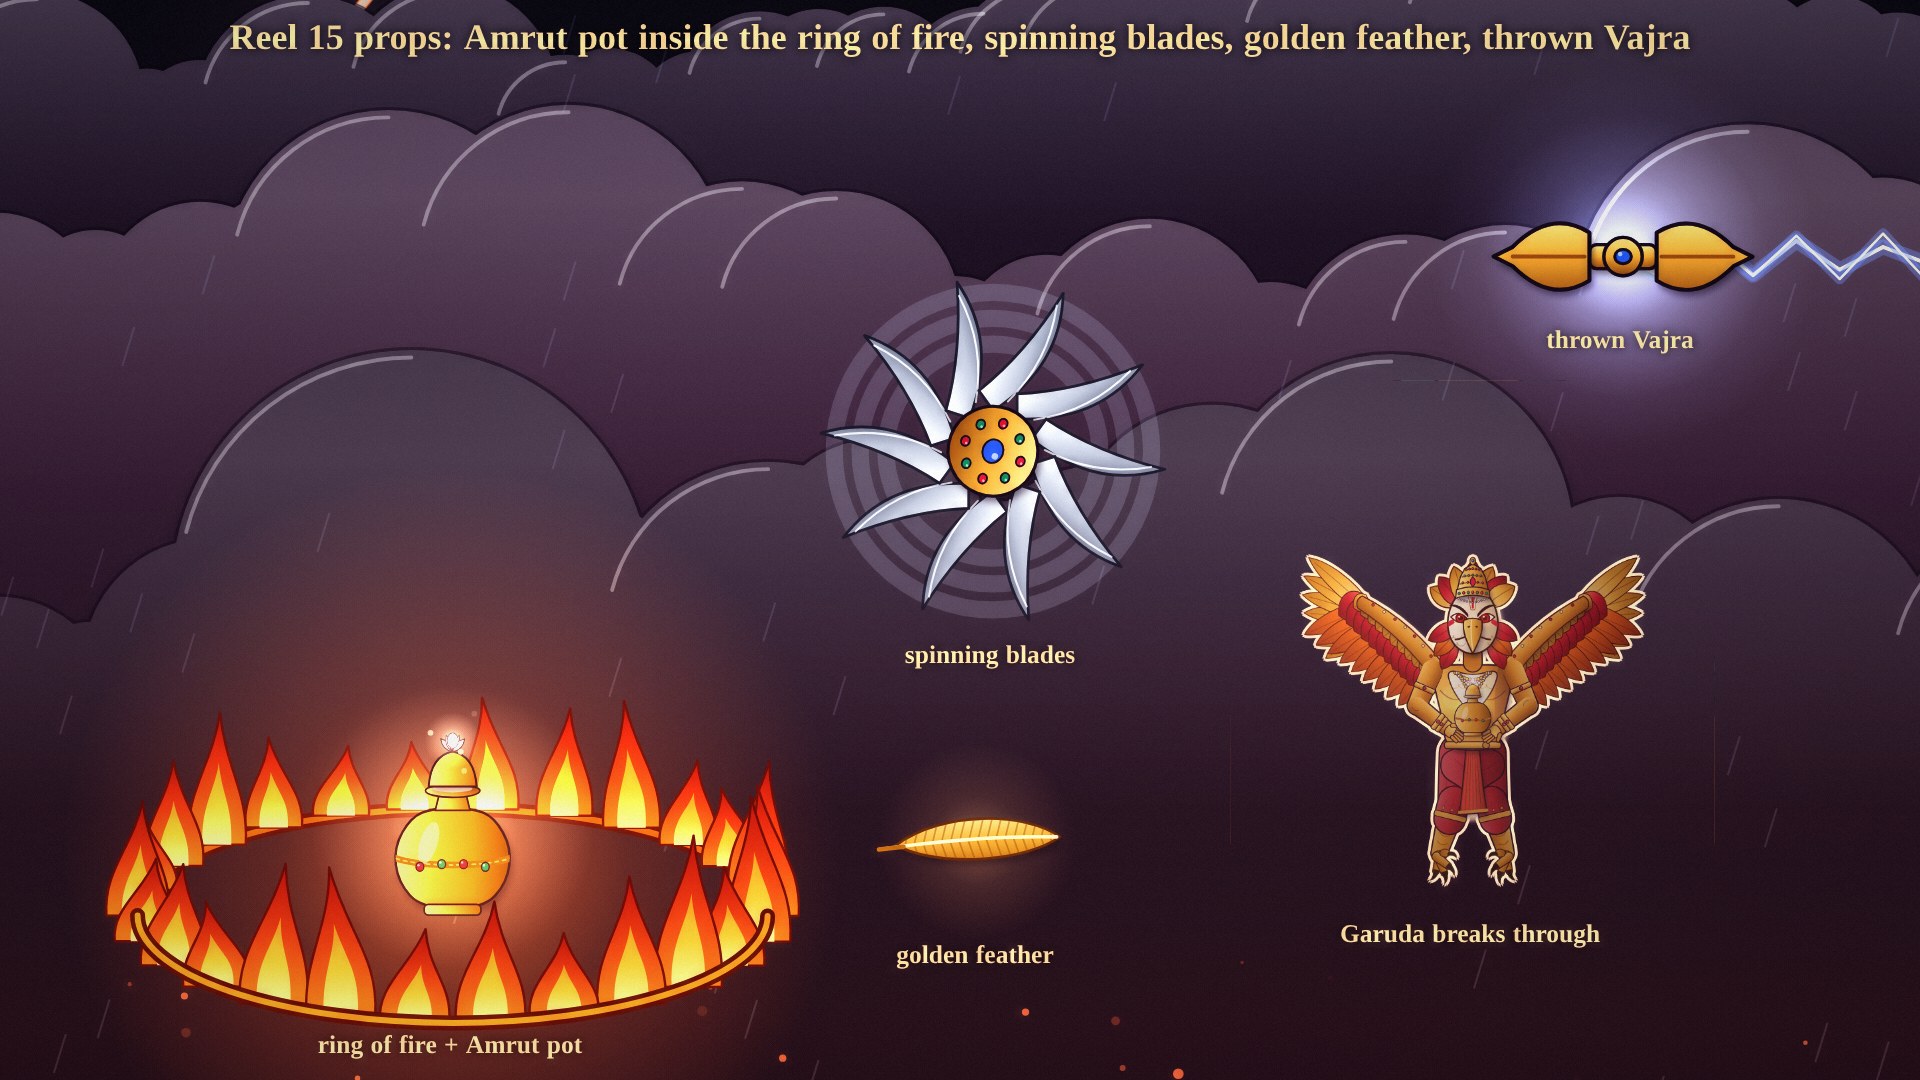 Reel 15 props: Amrut pot inside the ring of fire, spinning blades, golden feather, thrown Vajra
thrown Vajra
spinning blades
Garuda breaks through
golden feather
ring of fire + Amrut pot